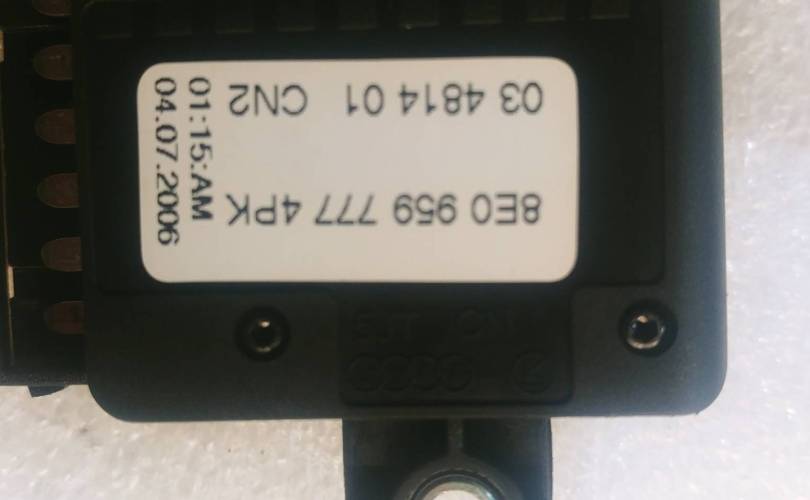 8E0 959 777 4PK
03 4814 01 CN2
01:15:AM
04.07.2006